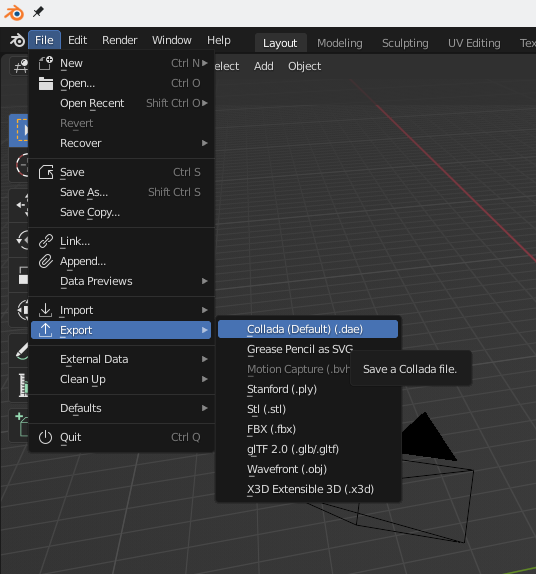 File Edit Render Window Help Layout Modeling Sculpting UV Editing Tex
elect Add Object
New Ctrl N
Open... Ctrl O
Open Recent Shift Ctrl O
Revert
Recover
Save Ctrl S
Save As... Shift Ctrl S
Save Copy...
Link...
Append...
Data Previews
Import
Export
External Data
Clean Up
Defaults
Quit Ctrl Q
Collada (Default) (.dae)
Grease Pencil as SVG
Motion Capture (.bvh
Save a Collada file.
Stanford (.ply)
Stl (.stl)
FBX (.fbx)
glTF 2.0 (.glb/.gltf)
Wavefront (.obj)
X3D Extensible 3D (.x3d)